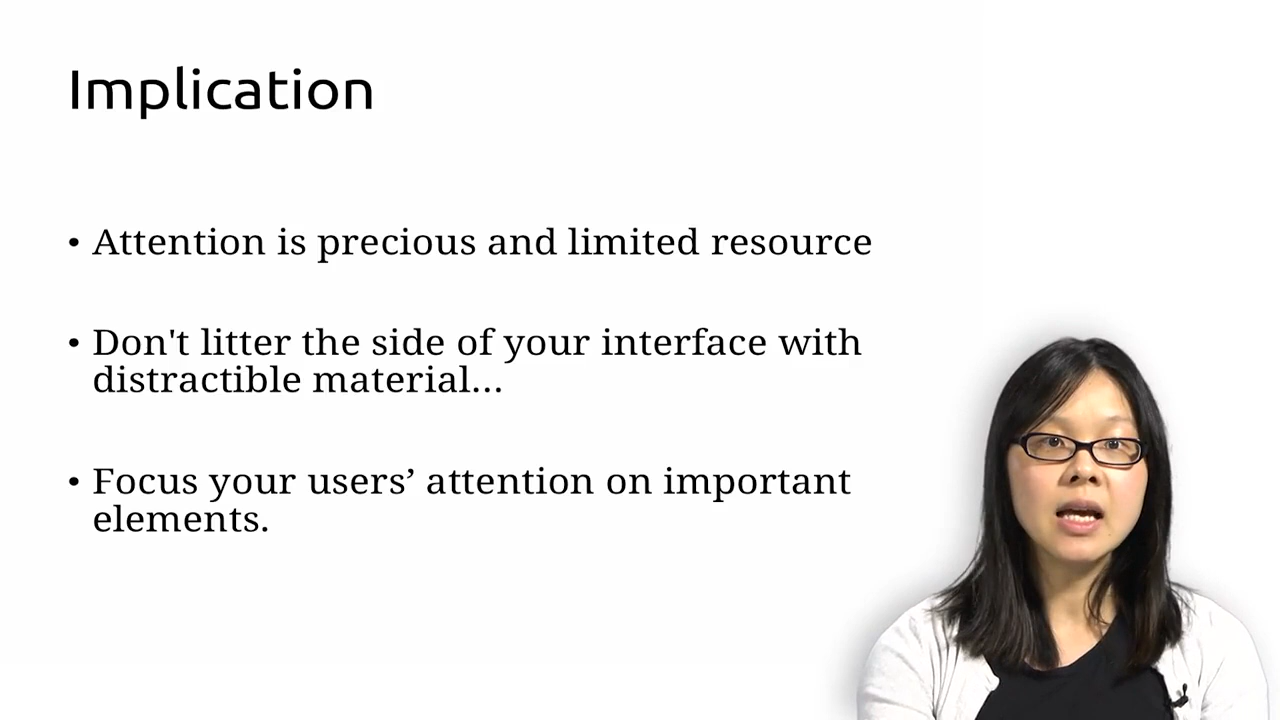 Implication
• Attention is precious and limited resource
• Don't litter the side of your interface with
distractible material...
• Focus your users’ attention on important
elements.